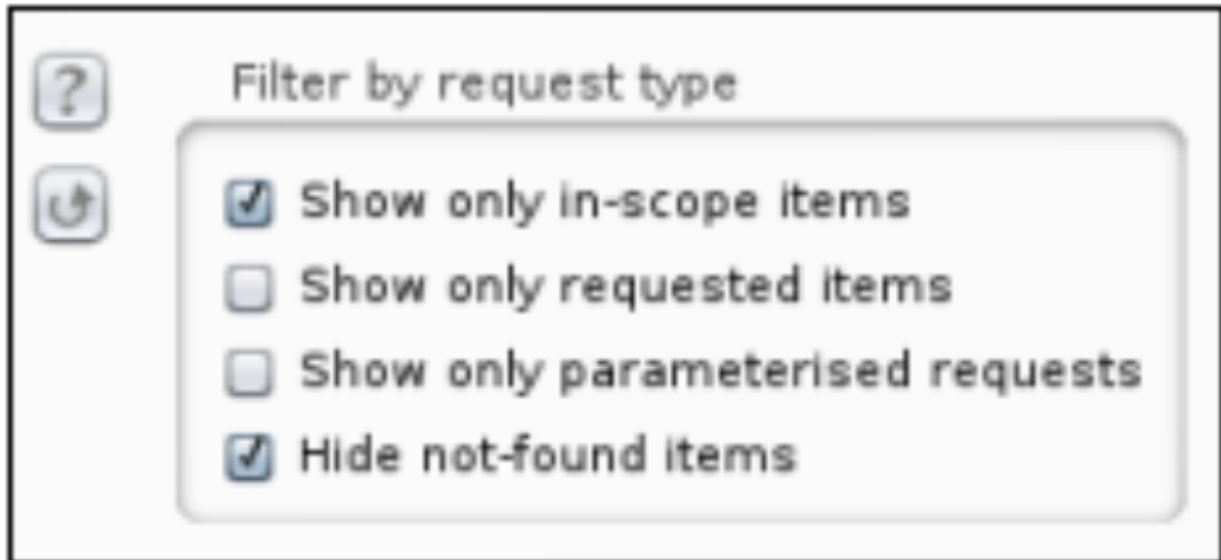 ?
Filter by request type
Show only in-scope items
Show only requested items
Show only parameterised requests
Hide not-found items